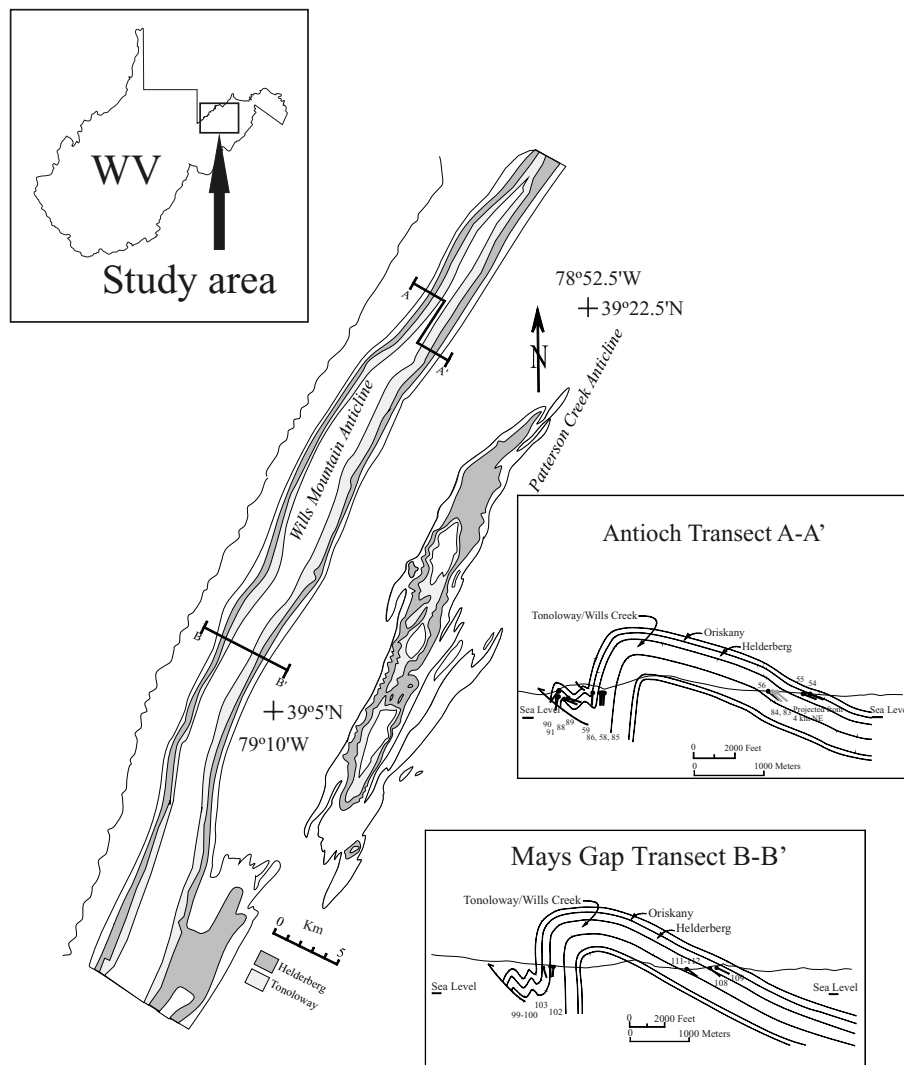 WV
Study area
78º52.5'W
39º22.5'N
N
A
A'
Wills Mountain Anticline
Patterson Creek Anticline
B
B'
39º5'N
79º10'W
0 Km 5
Helderberg
Tonoloway
Antioch Transect A-A’
Tonoloway/Wills Creek
Oriskany
Helderberg
56
55
54
Sea Level
90
91
88
89
59
86, 58, 85
84, 83
Projected from
4 km NE
Sea Level
0 2000 Feet
0 1000 Meters
Mays Gap Transect B-B’
Tonoloway/Wills Creek
Oriskany
Helderberg
108
109
Sea Level
103
99-100
102
Sea Level
0 2000 Feet
0 1000 Meters